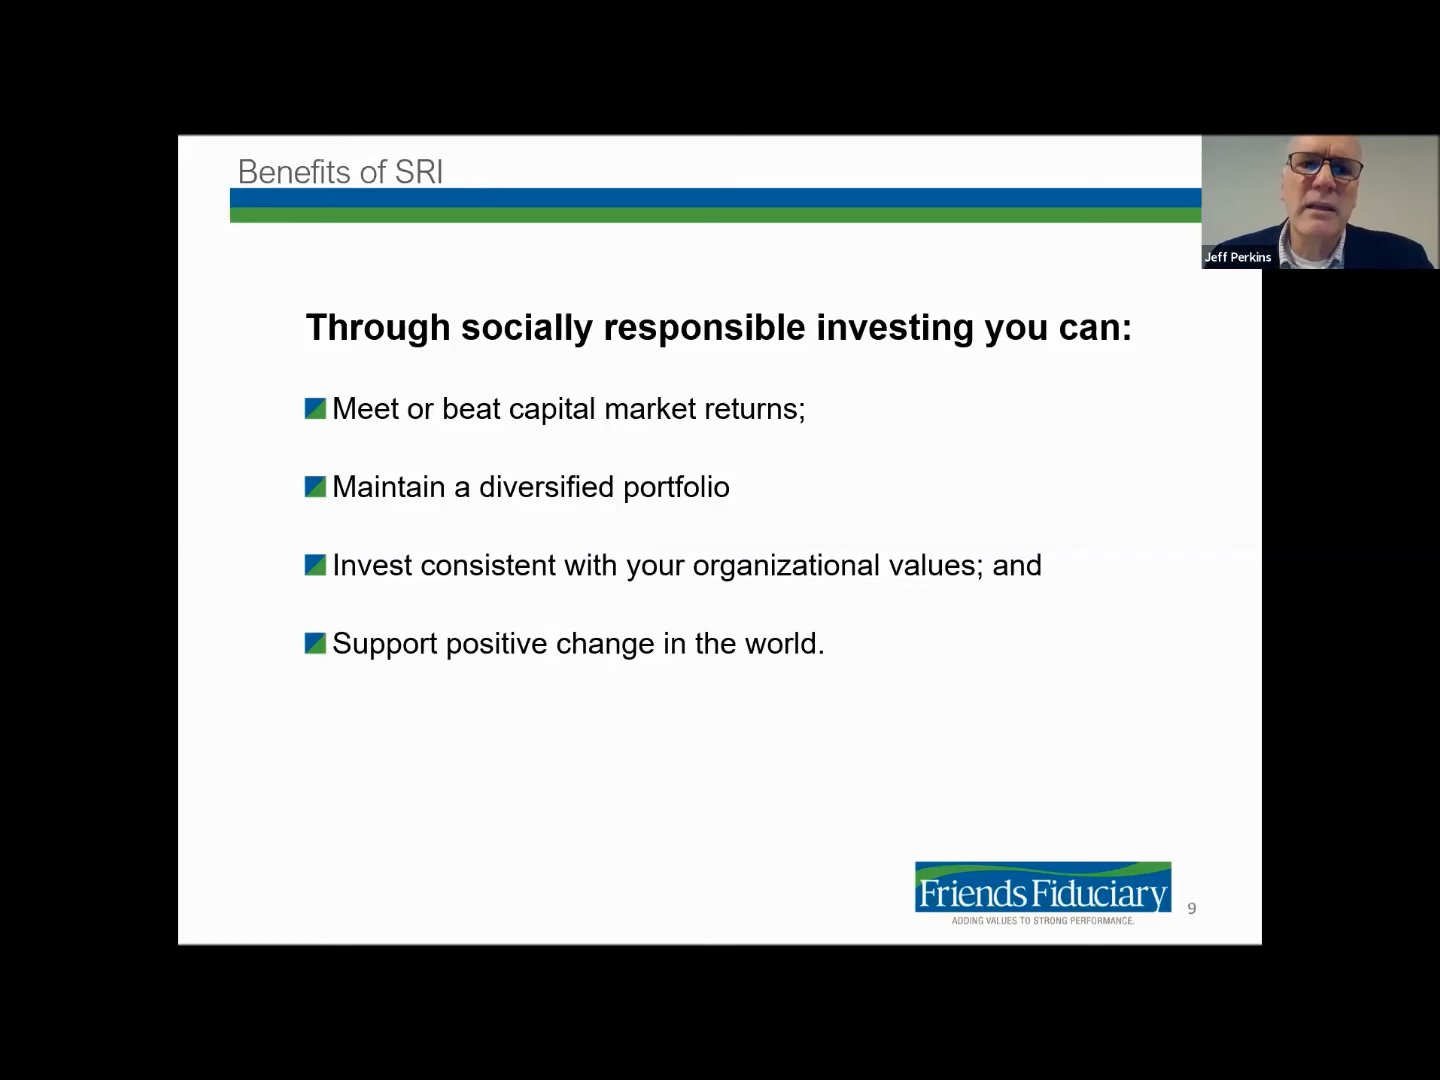 Benefits of SRI
Jeff Perkins
Through socially responsible investing you can:
Meet or beat capital market returns;
Maintain a diversified portfolio
Invest consistent with your organizational values; and
Support positive change in the world.
Friends Fiduciary
ADDING VALUES TO STRONG PERFORMANCE.
9